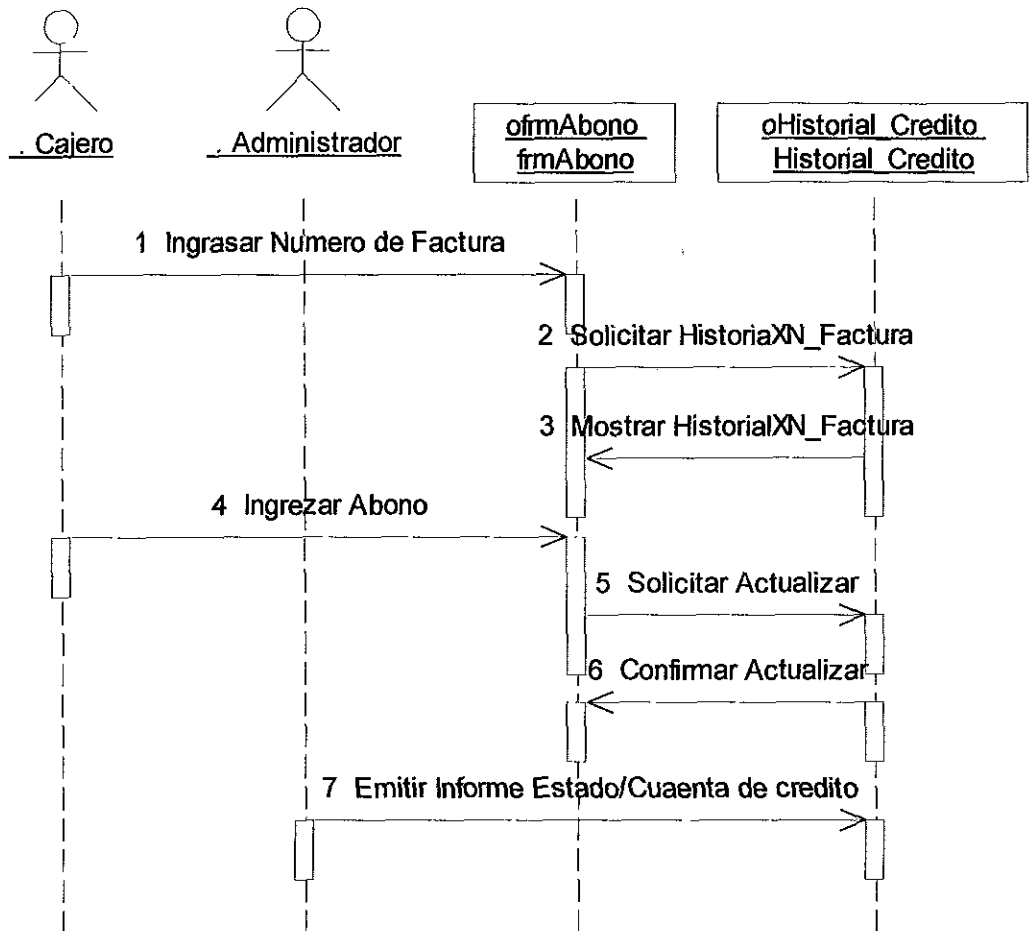 . Cajero
. Administrador
ofrmAbono
frmAbono
oHistorial_Credito
Historial_Credito
1 Ingrasar Numero de Factura
2 Solicitar HistoriaXN_Factura
3 Mostrar HistorialXN_Factura
4 Ingrezar Abono
5 Solicitar Actualizar
6 Confirmar Actualizar
7 Emitir Informe Estado/Cuaenta de credito